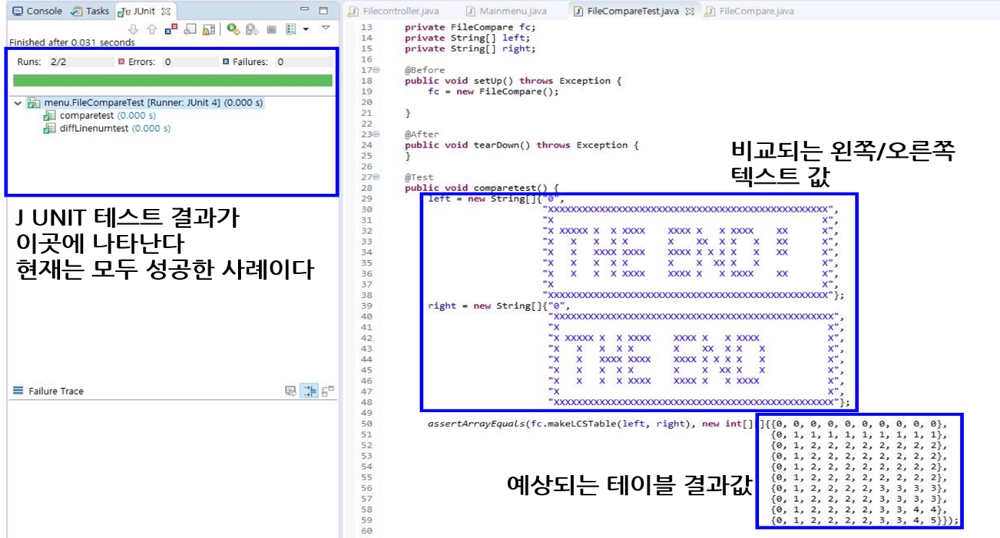 Console Tasks JUnit
Finished after 0.031 seconds
Runs: 2/2 Errors: 0 Failures: 0
menu.FileCompareTest [Runner: JUnit 4] (0.000 s)
comparetest (0.000 s)
diffLinenumtest (0.000 s)
J UNIT 테스트 결과가
이곳에 나타난다
현재는 모두 성공한 사례이다
Failure Trace
Filecontroller.java Mainmenu.java FileCompareTest.java FileCompare.java
13 private FileCompare fc;
14 private String[] left;
15 private String[] right;
16
17 @Before
18 public void setUp() throws Exception {
19 fc = new FileCompare();
20
21 }
22
23 @After
24 public void tearDown() throws Exception {
25 }
26
27 @Test
28 public void comparetest() {
비교되는 왼쪽/오른쪽
텍스트 값
29 left = new String[]{"0",
30 "XXXXXXXXXXXXXXXXXXXXXXXXXXXXXXXXXXXXXXXXXXXXXXXXX",
31 "X                                               X",
32 "X XXXXX X  X XXXX    XXXX X   X XXXX    XX      X",
33 "X   X   X  X X       X    XX  X X   X   XX      X",
34 "X   X   XXXX XXXX    XXXX X X X X   X   XX      X",
35 "X   X   X  X X       X    X  XX X   X           X",
36 "X   X   X  X XXXX    XXXX X   X XXXX    XX      X",
37 "X                                               X",
38 "XXXXXXXXXXXXXXXXXXXXXXXXXXXXXXXXXXXXXXXXXXXXXXXXX"};
39 right = new String[]{"0",
40 "XXXXXXXXXXXXXXXXXXXXXXXXXXXXXXXXXXXXXXXXXXXXXXXXX",
41 "X                                               X",
42 "X XXXXX X  X XXXX    XXXX X   X XXXX            X",
43 "X   X   X  X X       X    XX  X X   X           X",
44 "X   X   XXXX XXXX    XXXX X X X X   X           X",
45 "X   X   X  X X       X    X  XX X   X           X",
46 "X   X   X  X XXXX    XXXX X   X XXXX            X",
47 "X                                               X",
48 "XXXXXXXXXXXXXXXXXXXXXXXXXXXXXXXXXXXXXXXXXXXXXXXXX"};
49
50 assertArrayEquals(fc.makeLCSTable(left, right), new int[][]{{0, 0, 0, 0, 0, 0, 0, 0, 0, 0},
51 {0, 1, 1, 1, 1, 1, 1, 1, 1, 1},
52 {0, 1, 2, 2, 2, 2, 2, 2, 2, 2},
53 {0, 1, 2, 2, 2, 2, 2, 2, 2, 2},
54 {0, 1, 2, 2, 2, 2, 2, 2, 2, 2},
55 {0, 1, 2, 2, 2, 2, 2, 2, 2, 2},
56 {0, 1, 2, 2, 2, 2, 3, 3, 3, 3},
57 {0, 1, 2, 2, 2, 2, 3, 3, 3, 3},
58 {0, 1, 2, 2, 2, 2, 3, 3, 4, 4},
59 {0, 1, 2, 2, 2, 2, 3, 3, 4, 5}});
60
예상되는 테이블 결과값